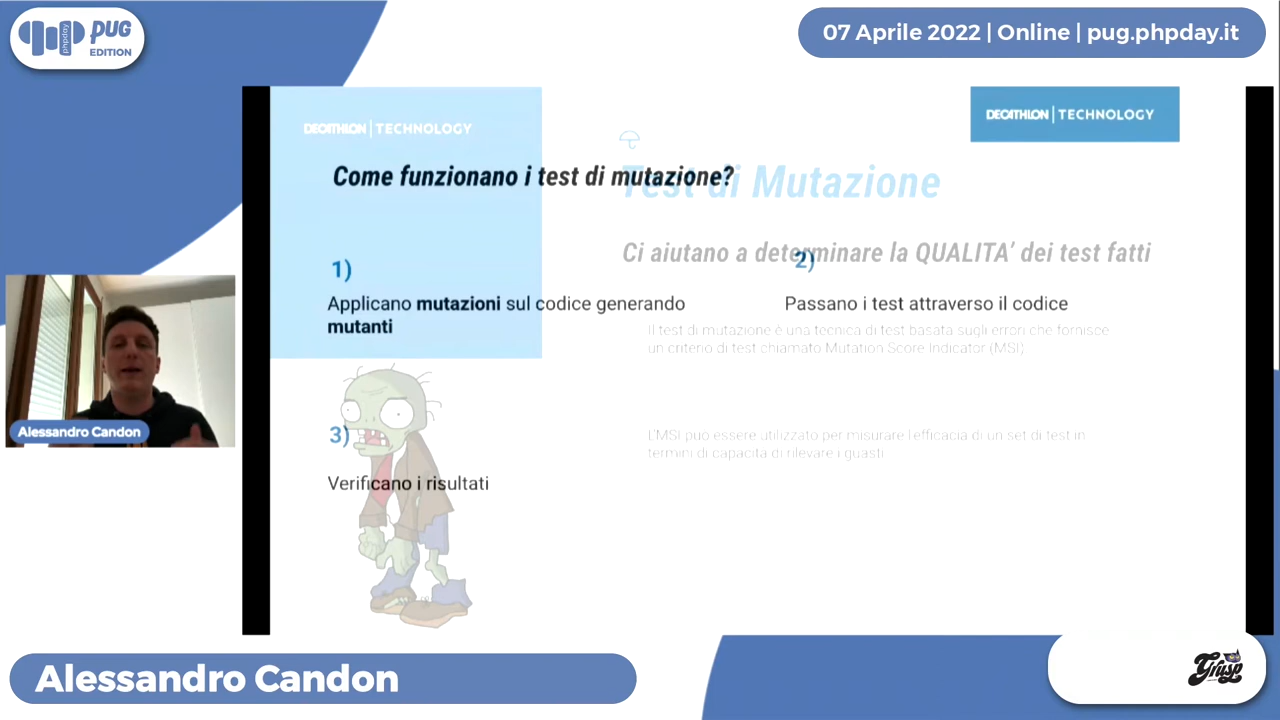 phpday
PUG
EDITION
07 Aprile 2022 | Online | pug.phpday.it
DECATHLON | TECHNOLOGY
DECATHLON | TECHNOLOGY
Come funzionano i test di mutazione?
Test di Mutazione
Ci aiutano a determinare la QUALITA’ dei test fatti
1)
Applicano mutazioni sul codice generando
mutanti
2)
Passano i test attraverso il codice
Il test di mutazione è una tecnica di test basata sugli errori che fornisce
un criterio di test chiamato Mutation Score Indicator (MSI)
3)
Verificano i risultati
L'MSI può essere utilizzato per misurare l'efficacia di un set di test in
termini di capacità di rilevare i guasti
Alessandro Candon
Alessandro Candon
Grusp